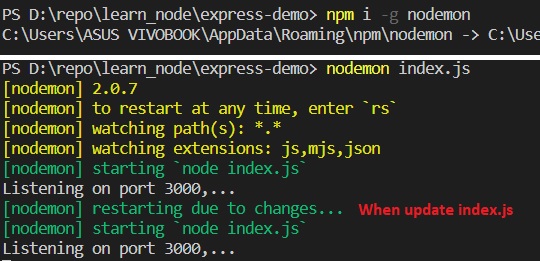 PS D:\repo\learn_node\express-demo> npm i -g nodemon
C:\Users\ASUS VIVOBOOK\AppData\Roaming\npm\nodemon -> C:\Use
PS D:\repo\learn_node\express-demo> nodemon index.js
[nodemon] 2.0.7
[nodemon] to restart at any time, enter `rs`
[nodemon] watching path(s): *.*
[nodemon] watching extensions: js,mjs,json
[nodemon] starting `node index.js`
Listening on port 3000,...
[nodemon] restarting due to changes... When update index.js
[nodemon] starting `node index.js`
Listening on port 3000,...